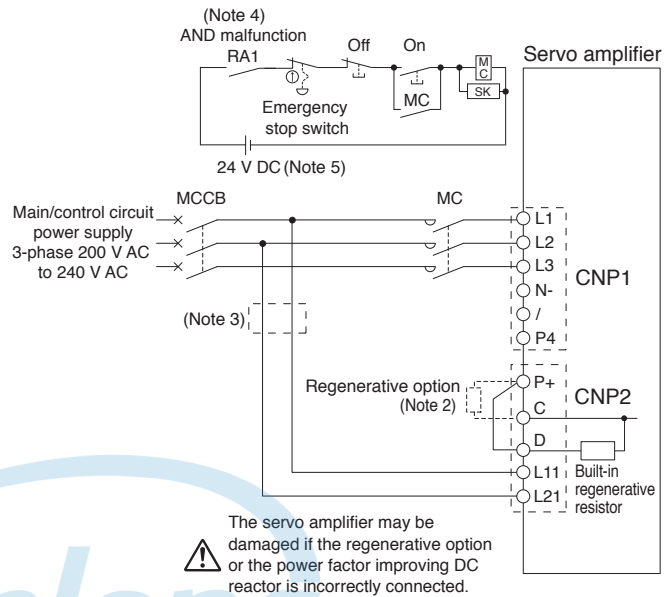 (Note 4)
AND malfunction
RA1
Off
On
MC
SK
MC
Emergency
stop switch
24 V DC (Note 5)
Servo amplifier
MCCB
MC
Main/control circuit
power supply
3-phase 200 V AC
to 240 V AC
L1
L2
L3
N-
/
P4
CNP1
(Note 3)
Regenerative option
(Note 2)
P+
C
D
L11
L21
CNP2
Built-in
regenerative
resistor
The servo amplifier may be
damaged if the regenerative option
or the power factor improving DC
reactor is incorrectly connected.